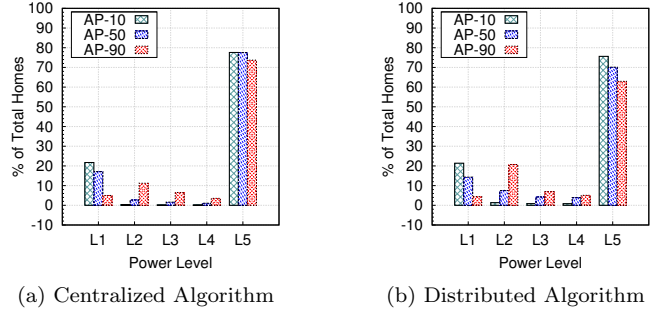 100
90
80
70
60
50
40
30
20
10
0
-10
% of Total Homes
AP-10
AP-50
AP-90
L1 L2 L3 L4 L5
Power Level
(a) Centralized Algorithm
100
90
80
70
60
50
40
30
20
10
0
-10
% of Total Homes
AP-10
AP-50
AP-90
L1 L2 L3 L4 L5
Power Level
(b) Distributed Algorithm